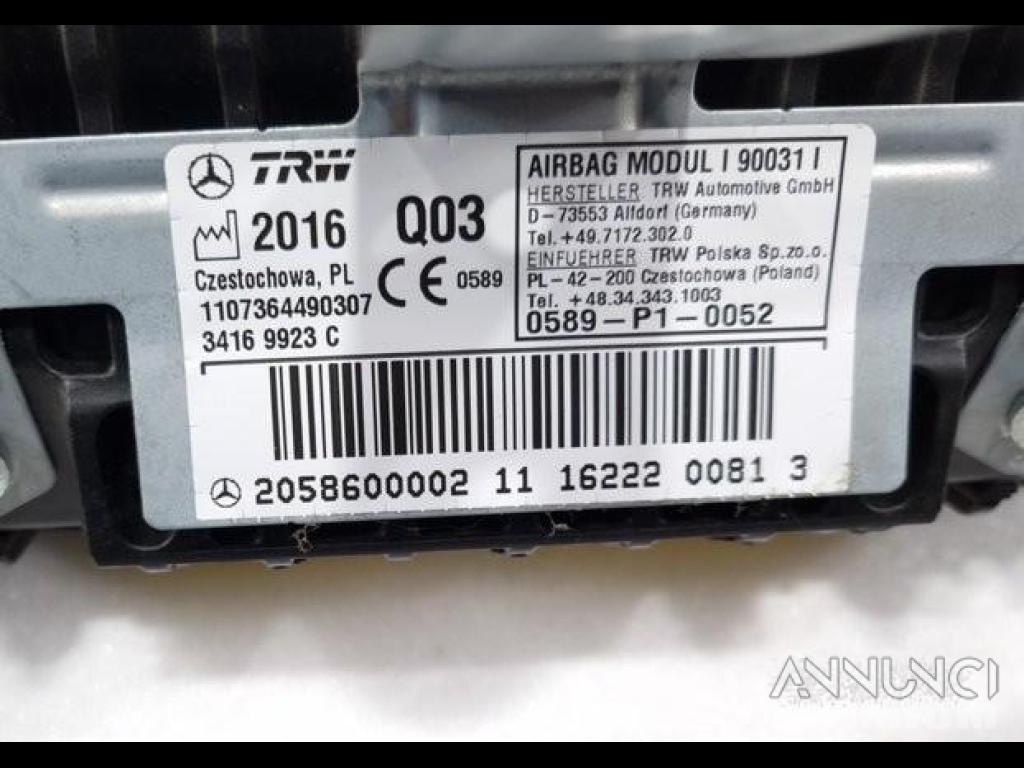 TRW
2016 Q03
Czestochowa, PL
CE 0589
1107364490307
3416 9923 C
AIRBAG MODUL I 90031 I
HERSTELLER TRW Automotive GmbH
D-73553 Alfdorf (Germany)
Tel.+49.7172.302.0
EINFUEHRER TRW Polska Sp.zo.o.
PL-42-200 Czestochowa (Poland)
Tel. +48.34.343.1003
0589-P1-0052
2058600002 11 16222 0081 3
ANNUNCI